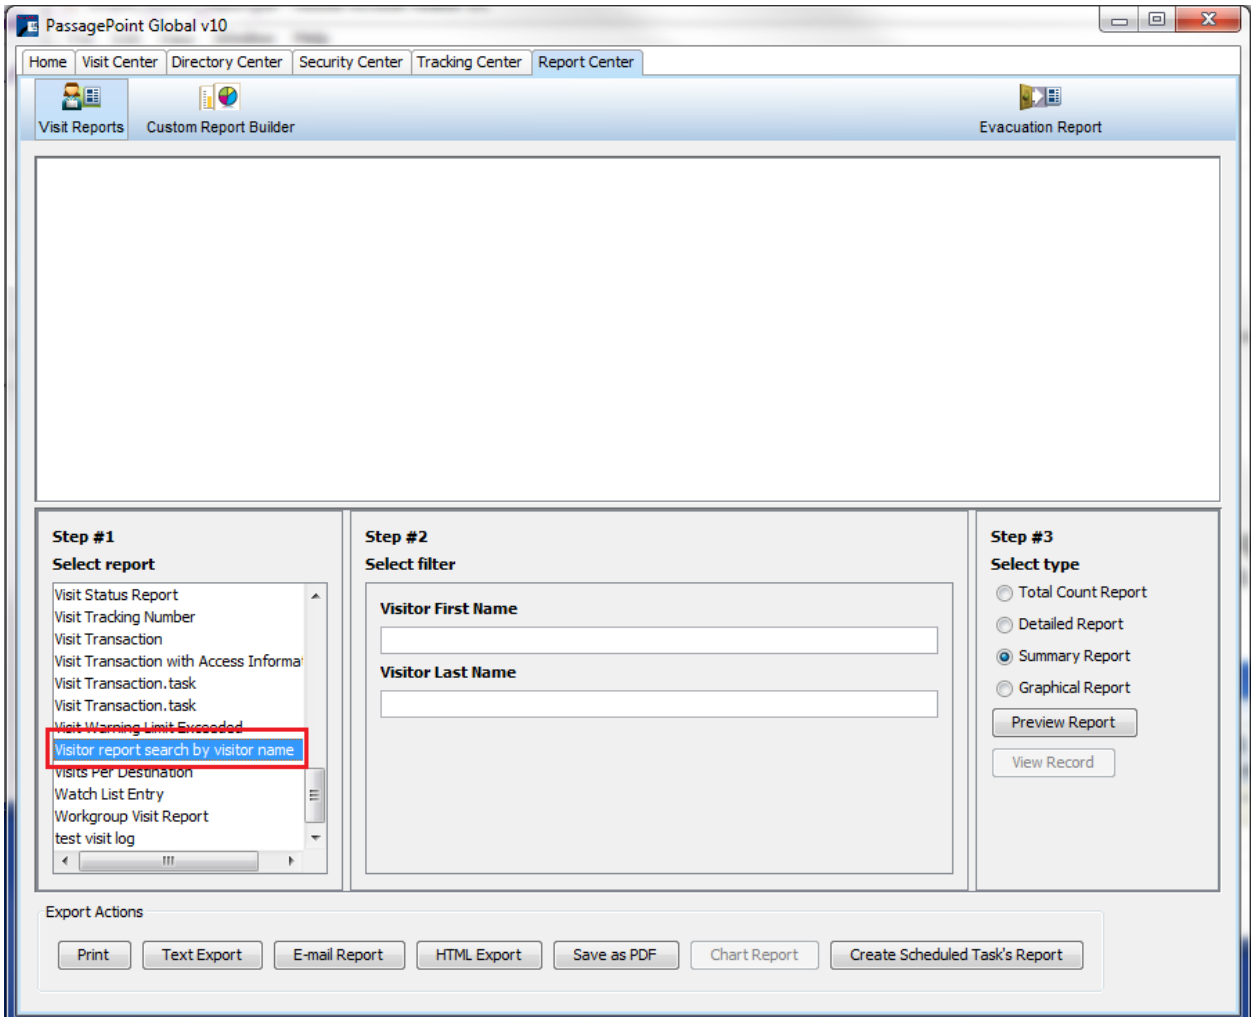 PassagePoint Global v10
Home Visit Center Directory Center Security Center Tracking Center Report Center
Visit Reports Custom Report Builder Evacuation Report
Step #1
Select report
Visit Status Report
Visit Tracking Number
Visit Transaction
Visit Transaction with Access Informa
Visit Transaction.task
Visit Transaction.task
Visit Warning Limit Exceeded
Visitor report search by visitor name
Visits Per Destination
Watch List Entry
Workgroup Visit Report
test visit log
Step #2
Select filter
Visitor First Name
Visitor Last Name
Step #3
Select type
Total Count Report
Detailed Report
Summary Report
Graphical Report
Preview Report
View Record
Export Actions
Print Text Export E-mail Report HTML Export Save as PDF Chart Report Create Scheduled Task's Report